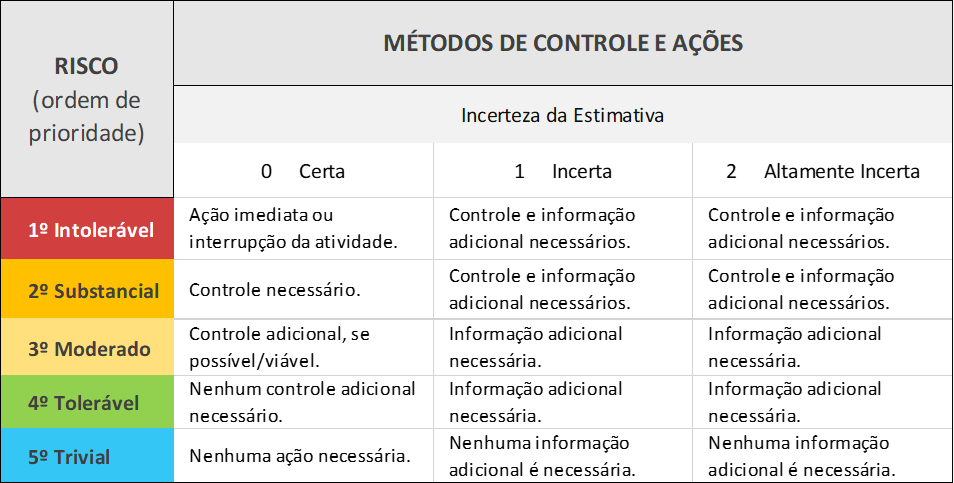 RISCO
(ordem de
prioridade)
MÉTODOS DE CONTROLE E AÇÕES
Incerteza da Estimativa
0 Certa
1 Incerta
2 Altamente Incerta
1º Intolerável
Ação imediata ou
interrupção da atividade.
Controle e informação
adicional necessários.
Controle e informação
adicional necessários.
2º Substancial
Controle necessário.
Controle e informação
adicional necessários.
Controle e informação
adicional necessários.
3º Moderado
Controle adicional, se
possível/viável.
Informação adicional
necessária.
Informação adicional
necessária.
4º Tolerável
Nenhum controle adicional
necessário.
Informação adicional
necessária.
Informação adicional
necessária.
5º Trivial
Nenhuma ação necessária.
Nenhuma informação
adicional é necessária.
Nenhuma informação
adicional é necessária.